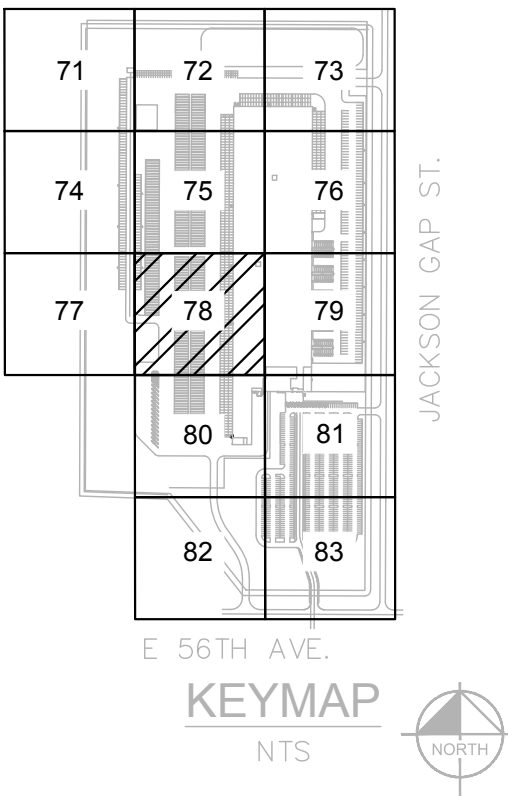 71 72 73
74 75 76
JACKSON GAP ST.
77 78 79
80 81
82 83
E 56TH AVE.
KEYMAP
NTS
NORTH